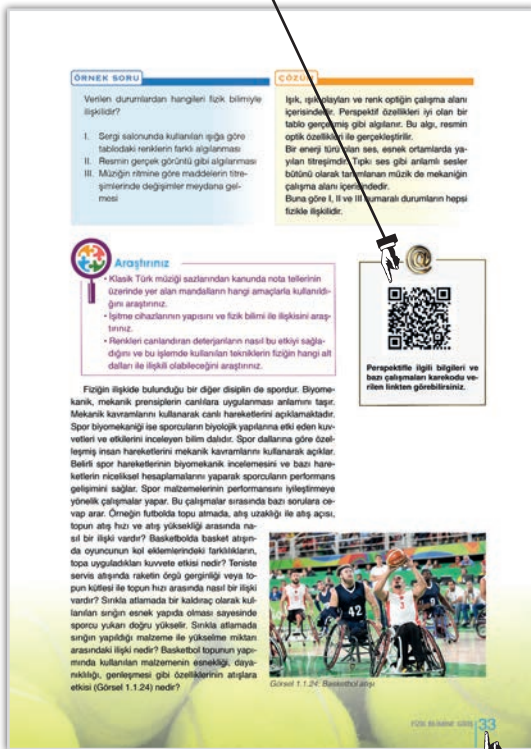 ÖRNEK SORU
Verilen durumlardan hangileri fizik bilimiyle
ilişkilidir?
I. Sergi salonunda kullanılan ışığa göre
tablodaki renklerin farklı algılanması
II. Resmin gerçek görüntü gibi algılanması
III. Müziğin ritmine göre maddelerin titre-
şimlerinde değişimler meydana gel-
mesi
ÇÖZÜM
Işık, ışık olayları ve renk optiğin çalışma alanı
içerisindedir. Perspektif özellikleri iyi olan bir
tablo gerçekmiş gibi algılanır. Bu algı, resmin
optik özellikleri ile gerçekleştirilir.
Bir enerji türü olan ses, esnek ortamlarda ya-
yılan titreşimdir. Tıpkı ses gibi anlamlı sesler
bütünü olarak tanımlanan müzik de mekaniğin
çalışma alanı içerisindedir.
Buna göre I, II ve III numaralı durumların hepsi
fizikle ilişkilidir.
Araştırınız
• Klasik Türk müziği sazlarından kanunda nota tellerinin
üzerinde yer alan mandalların hangi amaçlarla kullanıldı-
ğını araştırınız.
• İşitme cihazlarının yapısını ve fizik bilimi ile ilişkisini araş-
tırınız.
• Renkleri canlandıran deterjanların nasıl bu etkiyi sağla-
dığını ve bu işlemde kullanılan tekniklerin fiziğin hangi alt
dalları ile ilişkili olabileceğini araştırınız.
@
Perspektifle ilgili bilgileri ve
bazı çalışmaları karekodu ve-
rilen linkten görebilirsiniz.
Fiziğin ilişkide bulunduğu bir diğer disiplin de spordur. Biyome-
kanik, mekanik prensiplerin canlılara uygulanması anlamını taşır.
Mekanik kavramlarını kullanarak canlı hareketlerini açıklamaktadır.
Spor biyomekaniği ise sporcuların biyolojik yapılarına etki eden kuv-
vetleri ve etkilerini inceleyen bilim dalıdır. Spor dallarına göre özel-
leşmiş insan hareketlerini mekanik kavramlarını kullanarak açıklar.
Belirli spor hareketlerinin biyomekanik incelemesini ve bazı hare-
ketlerin niceliksel hesaplamalarını yaparak sporcuların performans
gelişimini sağlar. Spor malzemelerinin performansını iyileştirmeye
yönelik çalışmalar yapar. Bu çalışmalar sırasında bazı sorulara ce-
vap arar. Örneğin futbolda topu atmada, atış uzaklığı ile atış açısı,
topun atış hızı ve atış yüksekliği arasında na-
sıl bir ilişki vardır? Basketbolda basket atışın-
da oyuncunun kol eklemlerindeki farklılıkların,
topa uyguladıkları kuvvete etkisi nedir? Teniste
servis atışında raketin örgü gerginliği veya to-
pun kütlesi ile topun hızı arasında nasıl bir ilişki
vardır? Sırıkla atlamada bir kaldıraç olarak kul-
lanılan sırığın esnek yapıda olması sayesinde
sporcu yukarı doğru yükselir. Sırıkla atlamada
sırığın yapıldığı malzeme ile yükselme miktarı
arasındaki ilişki nedir? Basketbol topunun yapı-
mında kullanılan malzemenin esnekliği, daya-
nıklılığı, genleşmesi gibi özelliklerinin atışlara
etkisi (Görsel 1.1.24) nedir?
42
3
Görsel 1.1.24: Basketbol atışı
FİZİK BİLİMİNE GİRİŞ 33